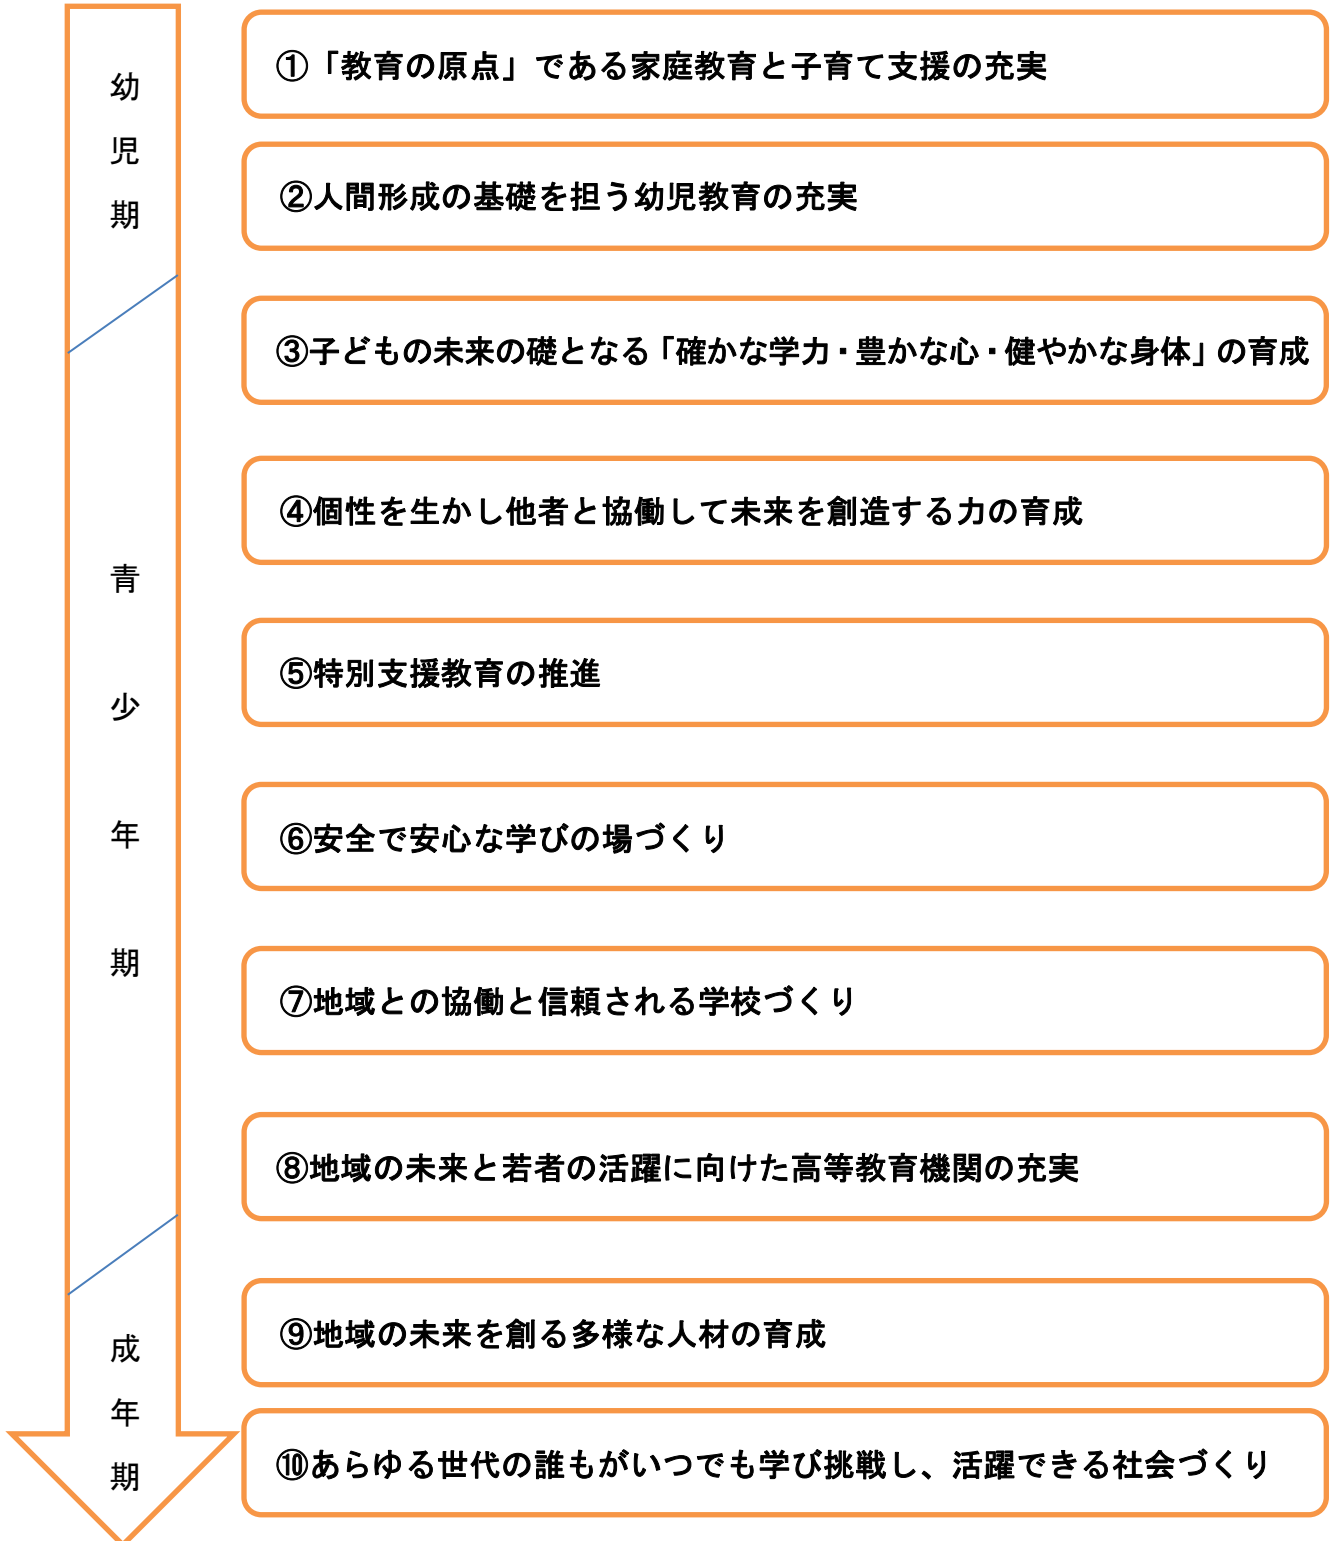 幼児期
①「教育の原点」である家庭教育と子育て支援の充実
②人間形成の基礎を担う幼児教育の充実
青少年期
③子どもの未来の礎となる「確かな学力・豊かな心・健やかな身体」の育成
④個性を生かし他者と協働して未来を創造する力の育成
⑤特別支援教育の推進
⑥安全で安心な学びの場づくり
⑦地域との協働と信頼される学校づくり
⑧地域の未来と若者の活躍に向けた高等教育機関の充実
成年期
⑨地域の未来を創る多様な人材の育成
⑩あらゆる世代の誰もがいつでも学び挑戦し、活躍できる社会づくり